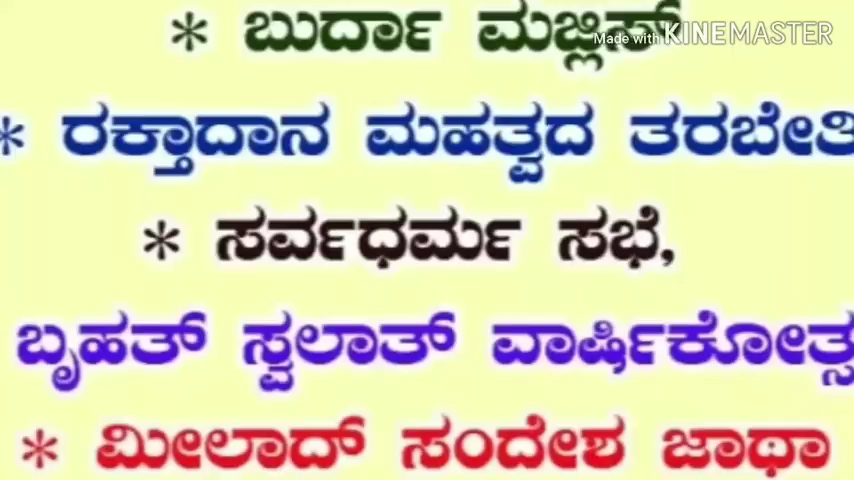 * ಬುರ್ದಾ ಮಜ್ಲಿಸ್
Made with KINEMASTER
* ರಕ್ತಾದಾನ ಮಹತ್ವದ ತರಬೇತಿ
* ಸರ್ವಧರ್ಮ ಸಭೆ,
ಬೃಹತ್ ಸ್ವಲಾತ್ ವಾರ್ಷಿಕೋತ್ಸ
* ಮೀಲಾದ್ ಸಂದೇಶ ಜಾಥಾ